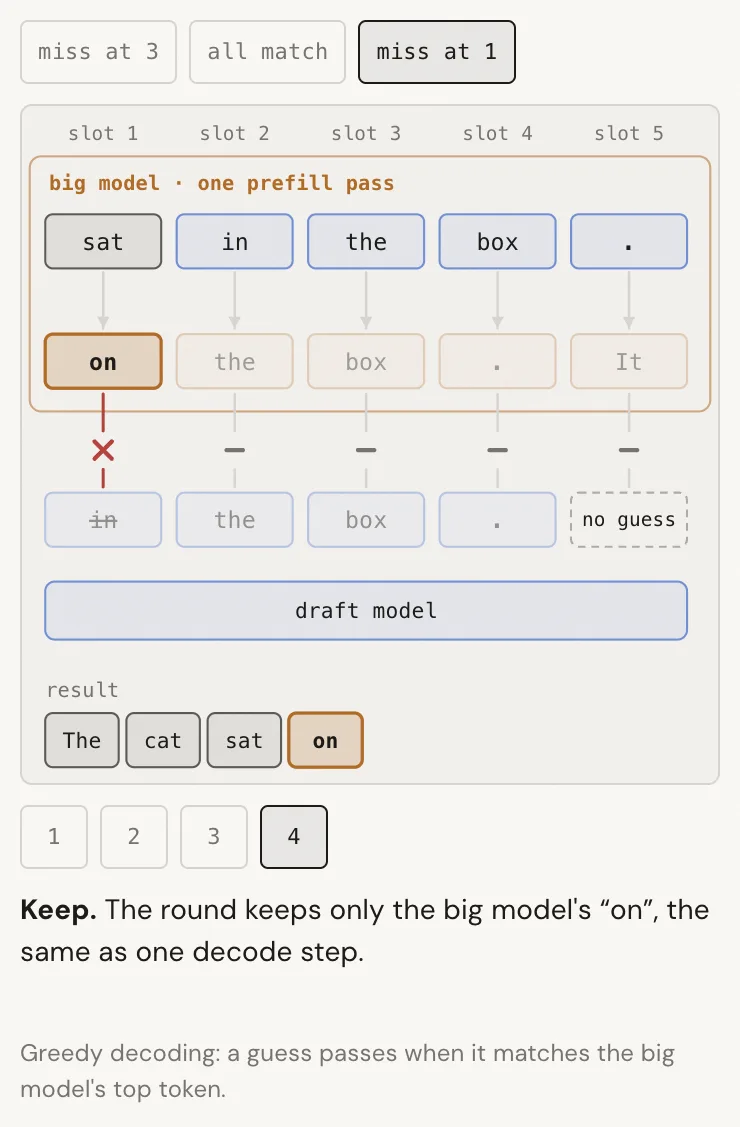 miss at 3 all match miss at 1
slot 1 slot 2 slot 3 slot 4 slot 5
big model · one prefill pass
sat in the box .
on the box . It
in the box . no guess
draft model
result
The cat sat on
1 2 3 4
Keep. The round keeps only the big model's “on”, the
same as one decode step.
Greedy decoding: a guess passes when it matches the big
model's top token.